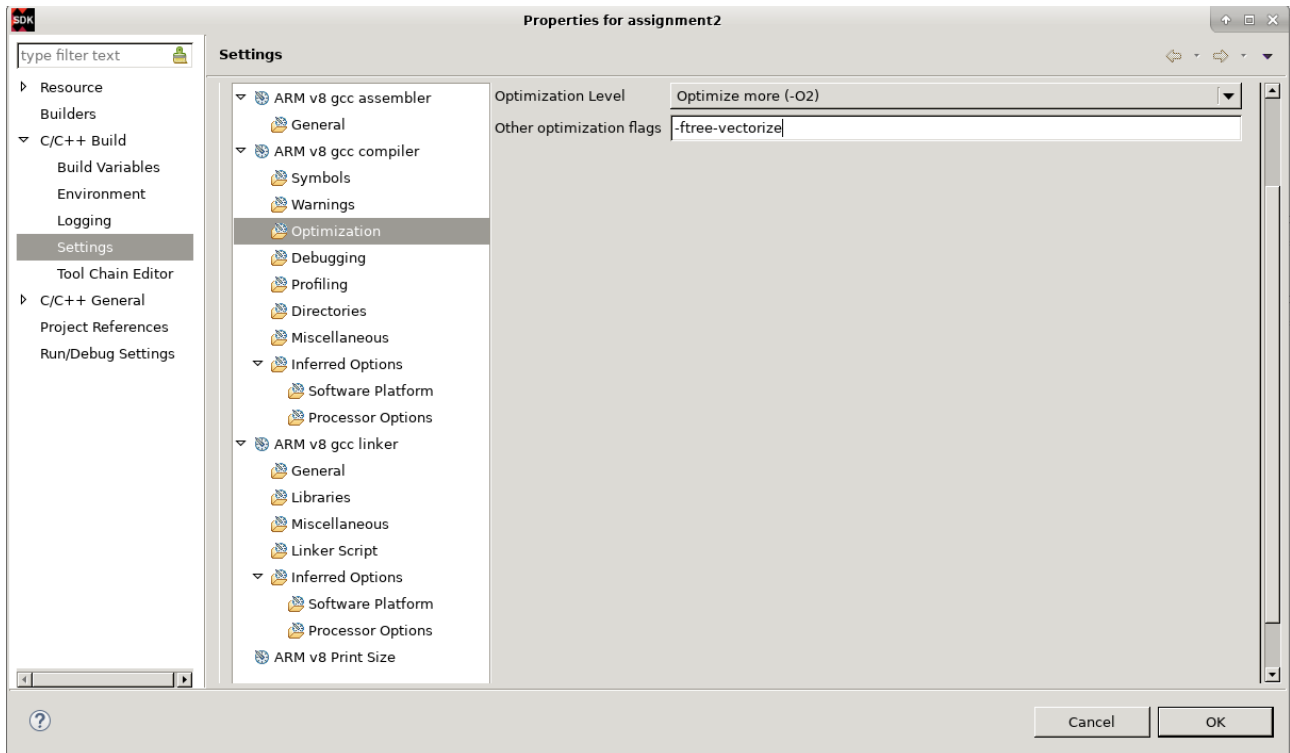 SDK
Properties for assignment2
type filter text
Resource
Builders
C/C++ Build
Build Variables
Environment
Logging
Settings
Tool Chain Editor
C/C++ General
Project References
Run/Debug Settings
Settings
ARM v8 gcc assembler
General
ARM v8 gcc compiler
Symbols
Warnings
Optimization
Debugging
Profiling
Directories
Miscellaneous
Inferred Options
Software Platform
Processor Options
ARM v8 gcc linker
General
Libraries
Miscellaneous
Linker Script
Inferred Options
Software Platform
Processor Options
ARM v8 Print Size
Optimization Level Optimize more (-O2)
Other optimization flags -ftree-vectorize
?
Cancel OK